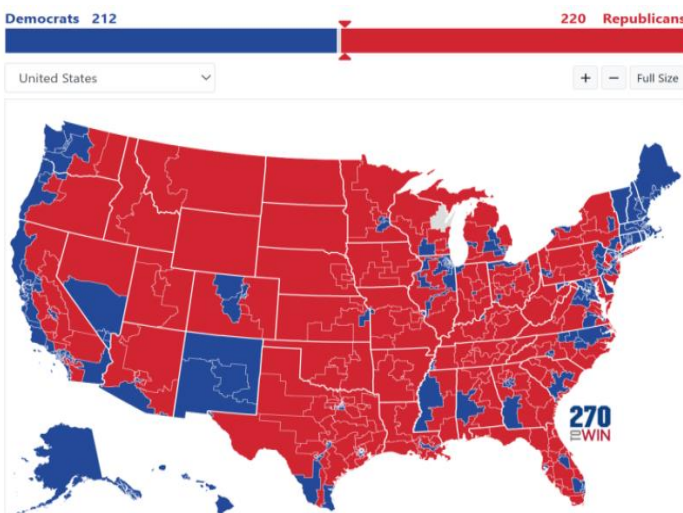 Democrats 212
220 Republicans
United States
+ − Full Size
270
TO WIN